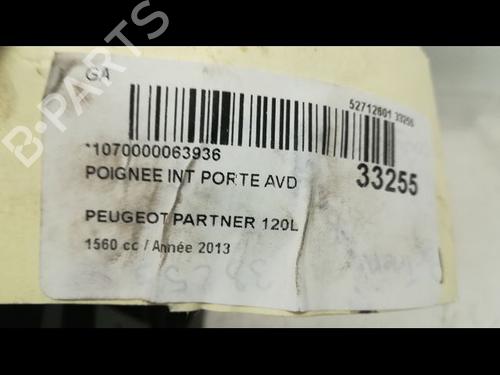 GA
52712601 33255
*1070000063936
POIGNEE INT PORTE AVD
33255
PEUGEOT PARTNER 120L
1560 cc / Année 2013
B-PARTS